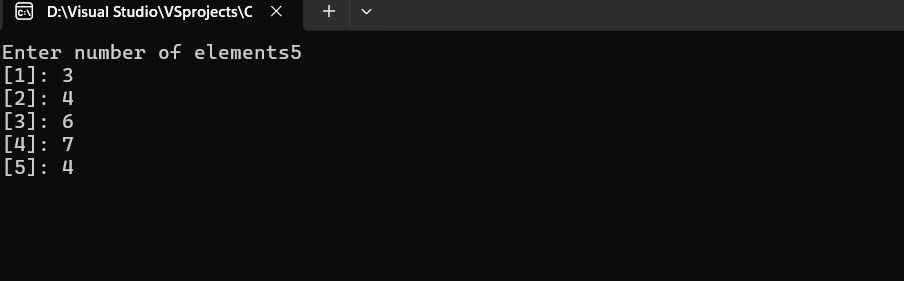 D:\Visual Studio\VSprojects\C
Enter number of elements5
[1]: 3
[2]: 4
[3]: 6
[4]: 7
[5]: 4